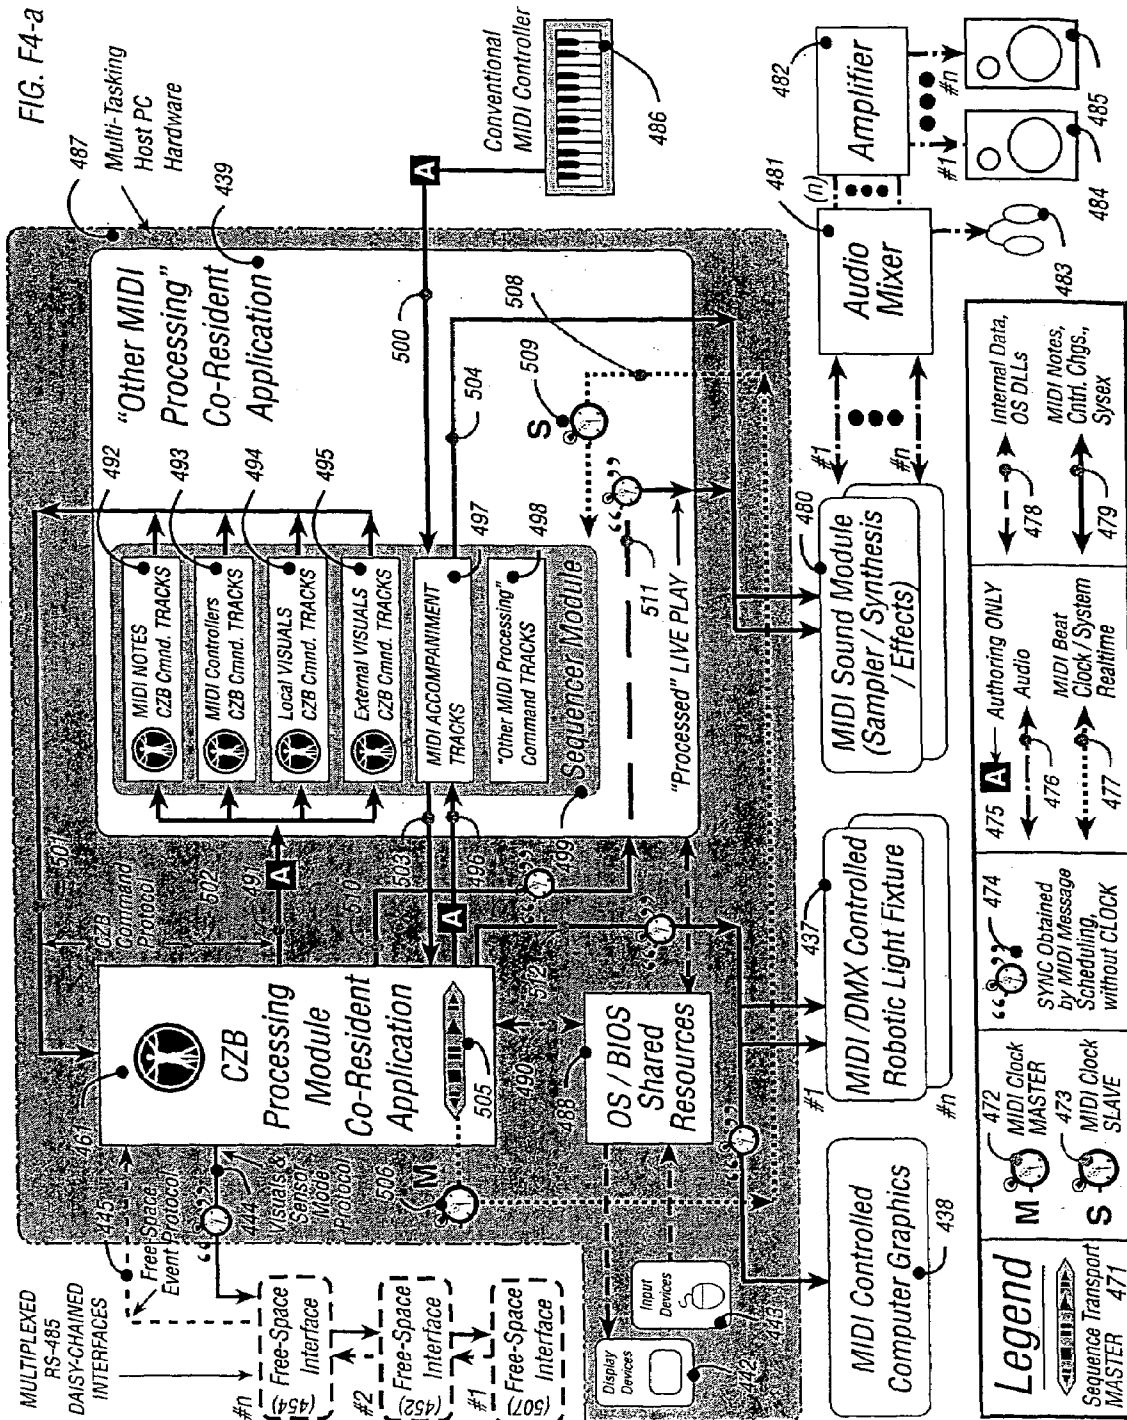 FIG. F4-a
MULTIPLEXED
RS-485
DAISY-CHAINED
INTERFACES
#n
Free-Space
Interface
(454)
#2
Free-Space
Interface
(452)
#1
Free-Space
Interface
(507)
445
Free-Space
Event Protocol
444
Visuals &
Sensor
Mode
Protocol
506
M
461
CZB
Processing
Module
Co-Resident
Application
505
CZB
Command
Protocol
501
502
491
A
510
503
A
496
499
512
490
488
OS / BIOS
Shared
Resources
Display
Devices
442
Input
Devices
443
487
Multi-Tasking
Host PC
Hardware
439
"Other MIDI
Processing"
Co-Resident
Application
492
493
494
495
MIDI NOTES
CZB Cmnd. TRACKS
MIDI Controllers
CZB Cmnd. TRACKS
Local VISUALS
CZB Cmnd. TRACKS
External VISUALS
CZB Cmnd. TRACKS
MIDI ACCOMPANIMENT
TRACKS
497
"Other MIDI Processing"
Command TRACKS
498
Sequencer Module
500
504
508
509
S
511
"Processed" LIVE PLAY
A
Conventional
MIDI Controller
486
MIDI Controlled
Computer Graphics
438
#1
437
MIDI / DMX Controlled
Robotic Light Fixture
#n
480
MIDI Sound Module
(Sampler / Synthesis
/ Effects)
#1
#n
481
Audio
Mixer
(n)
482
Amplifier
483
#1
484
#n
485
Legend
Sequence Transport
MASTER 471
M
472
MIDI Clock
MASTER
S
473
MIDI Clock
SLAVE
474
SYNC Obtained
by MIDI Message
Scheduling,
without CLOCK
475 A Authoring ONLY
Audio
476
MIDI Beat
Clock / System
Realtime
477
Internal Data,
OS DLLs
478
MIDI Notes,
Cntrl. Chgs.,
Sysex
479